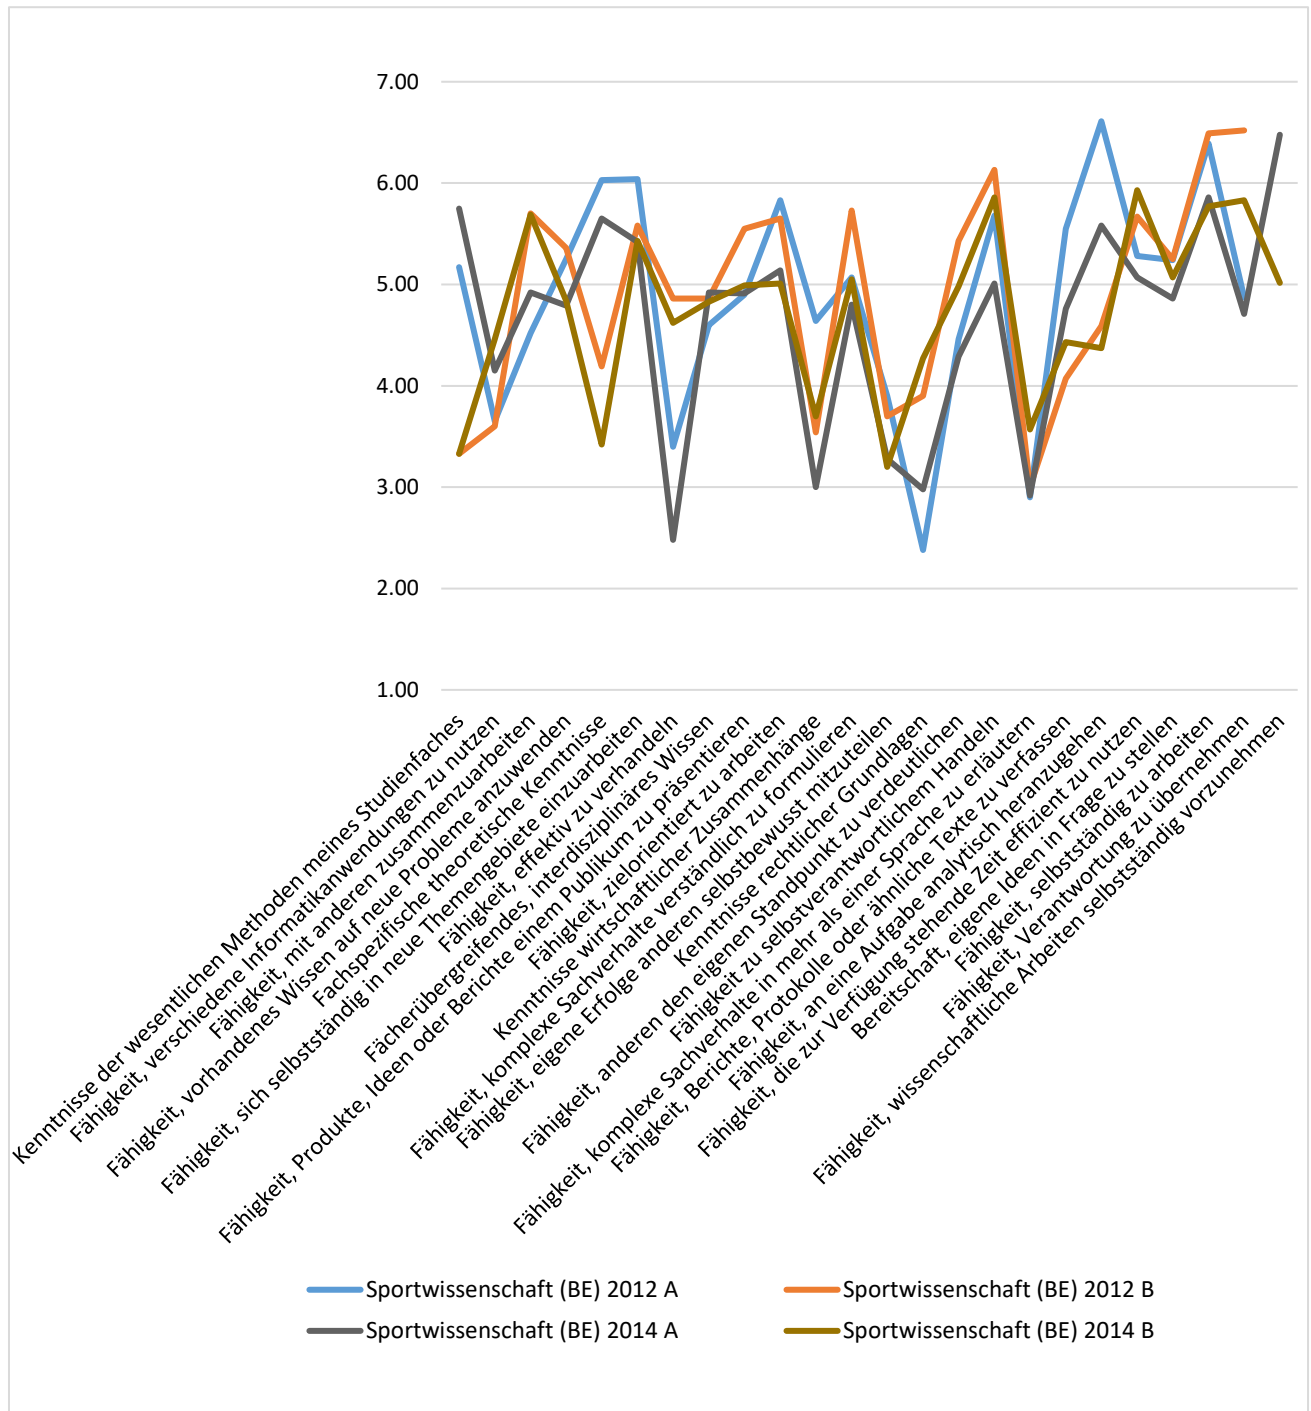 7.00
6.00
5.00
4.00
3.00
2.00
1.00
Kenntnisse der wesentlichen Methoden meines Studienfaches
Fähigkeit, verschiedene Informatikanwendungen zu nutzen
Fähigkeit, mit anderen zusammenzuarbeiten
Fähigkeit, vorhandenes Wissen auf neue Probleme anzuwenden
Fachspezifische theoretische Kenntnisse
Fähigkeit, sich selbstständig in neue Themengebiete einzuarbeiten
Fähigkeit, effektiv zu verhandeln
Fächerübergreifendes, interdisziplinäres Wissen
Fähigkeit, Produkte, Ideen oder Berichte einem Publikum zu präsentieren
Fähigkeit, zielorientiert zu arbeiten
Kenntnisse wirtschaftlicher Zusammenhänge
Fähigkeit, komplexe Sachverhalte verständlich zu formulieren
Fähigkeit, eigene Erfolge anderen selbstbewusst mitzuteilen
Kenntnisse rechtlicher Grundlagen
Fähigkeit, anderen den eigenen Standpunkt zu verdeutlichen
Fähigkeit zu selbstverantwortlichem Handeln
Fähigkeit, komplexe Sachverhalte in mehr als einer Sprache zu erläutern
Fähigkeit, Berichte, Protokolle oder ähnliche Texte zu verfassen
Fähigkeit, an eine Aufgabe analytisch heranzugehen
Fähigkeit, die zur Verfügung stehende Zeit effizient zu nutzen
Bereitschaft, eigene Ideen in Frage zu stellen
Fähigkeit, selbstständig zu arbeiten
Fähigkeit, Verantwortung zu übernehmen
Fähigkeit, wissenschaftliche Arbeiten selbstständig vorzunehmen
Sportwissenschaft (BE) 2012 A
Sportwissenschaft (BE) 2012 B
Sportwissenschaft (BE) 2014 A
Sportwissenschaft (BE) 2014 B